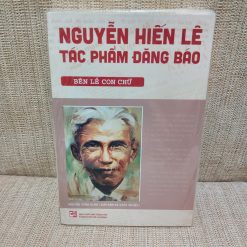 NGUYỄN HIẾN LÊ
TÁC PHẨM ĐĂNG BÁO
BÊN LỀ CON CHỮ